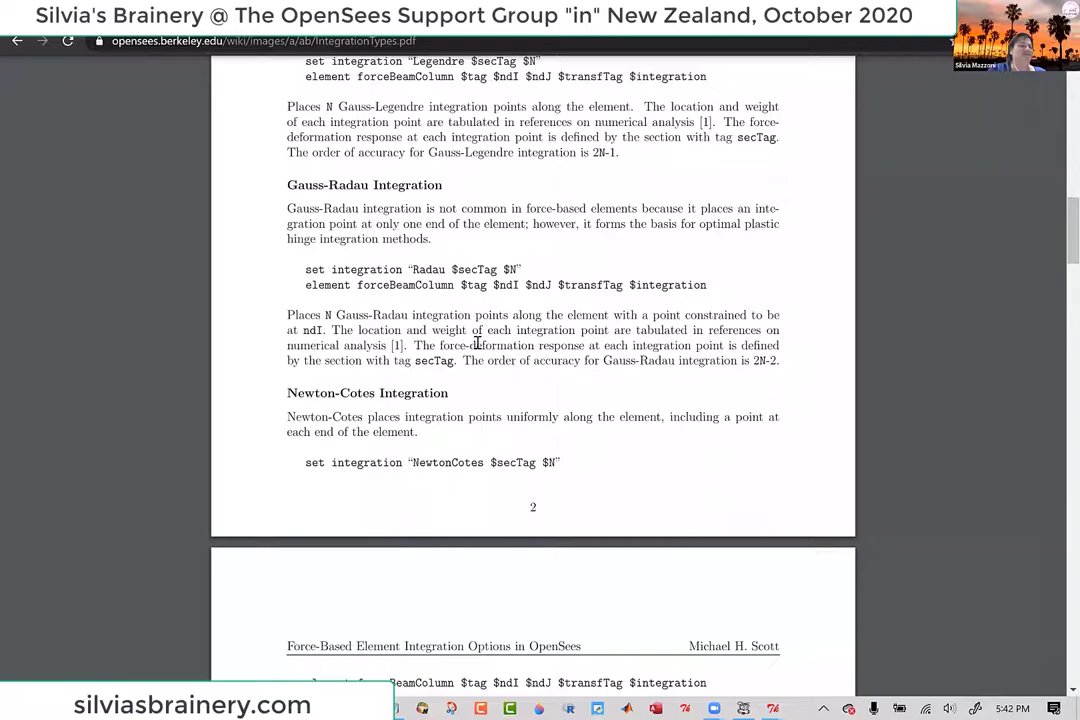 Silvia's Brainery @ The OpenSees Support Group "in" New Zealand, October 2020
opensees.berkeley.edu/wiki/images/a/ab/IntegrationTypes.pdf
Silvia Mazzoni
set integration “Legendre $secTag $N”
element forceBeamColumn $tag $ndI $ndJ $transfTag $integration
Places N Gauss-Legendre integration points along the element. The location and weight
of each integration point are tabulated in references on numerical analysis [1]. The force-
deformation response at each integration point is defined by the section with tag secTag.
The order of accuracy for Gauss-Legendre integration is 2N-1.
Gauss-Radau Integration
Gauss-Radau integration is not common in force-based elements because it places an inte-
gration point at only one end of the element; however, it forms the basis for optimal plastic
hinge integration methods.
set integration “Radau $secTag $N”
element forceBeamColumn $tag $ndI $ndJ $transfTag $integration
Places N Gauss-Radau integration points along the element with a point constrained to be
at ndI. The location and weight of each integration point are tabulated in references on
numerical analysis [1]. The force-deformation response at each integration point is defined
by the section with tag secTag. The order of accuracy for Gauss-Radau integration is 2N-2.
Newton-Cotes Integration
Newton-Cotes places integration points uniformly along the element, including a point at
each end of the element.
set integration “NewtonCotes $secTag $N”
2
Force-Based Element Integration Options in OpenSees Michael H. Scott
element forceBeamColumn $tag $ndI $ndJ $transfTag $integration
silviasbrainery.com
5:42 PM